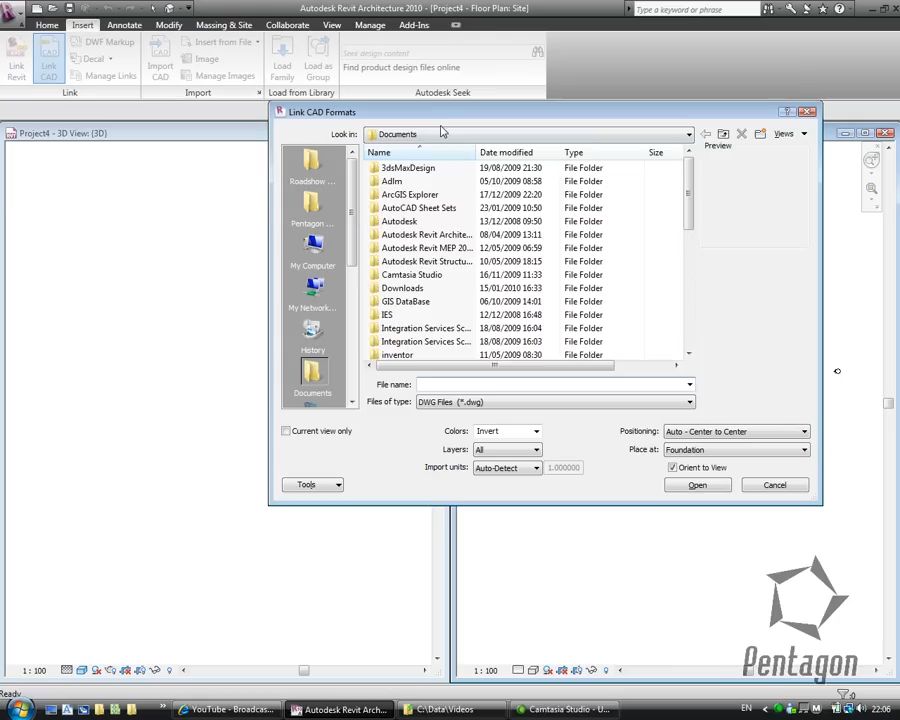 Autodesk Revit Architecture 2010 - [Project4 - Floor Plan: Site]
Type a keyword or phrase
Home Insert Annotate Modify Massing & Site Collaborate View Manage Add-Ins
Link Revit
Link CAD
DWF Markup
Decal
Manage Links
Link
Import CAD
Insert from File
Image
Manage Images
Import
Load Family
Load as Group
Load from Library
Seek design content
Find product design files online
Autodesk Seek
Project4 - 3D View: {3D}
Link CAD Formats
Look in: Documents
Views
Name Date modified Type Size
Preview
3dsMaxDesign 19/08/2009 21:30 File Folder
Adlm 05/10/2009 08:58 File Folder
ArcGIS Explorer 17/12/2009 22:20 File Folder
AutoCAD Sheet Sets 23/01/2009 10:50 File Folder
Autodesk 13/12/2008 09:50 File Folder
Autodesk Revit Archite... 08/04/2009 13:11 File Folder
Autodesk Revit MEP 20... 12/05/2009 06:59 File Folder
Autodesk Revit Structu... 10/05/2009 18:15 File Folder
Camtasia Studio 16/11/2009 11:33 File Folder
Downloads 15/01/2010 16:33 File Folder
GIS DataBase 06/10/2009 14:01 File Folder
IES 12/12/2008 16:48 File Folder
Integration Services Sc... 18/08/2009 16:04 File Folder
Integration Services Sc... 18/08/2009 16:03 File Folder
inventor 11/05/2009 08:30 File Folder
Roadshow ...
Pentagon ...
My Computer
My Network...
History
Documents
File name:
Files of type: DWG Files (*.dwg)
Current view only
Colors: Invert
Positioning: Auto - Center to Center
Layers: All
Place at: Foundation
Import units: Auto-Detect 1.000000
Orient to View
Tools
Open
Cancel
Pentagon
1 : 100
1 : 100
Ready
:0
YouTube - Broadcas...
Autodesk Revit Arch...
C:\Data\Videos
Camtasia Studio - U...
EN
22:06